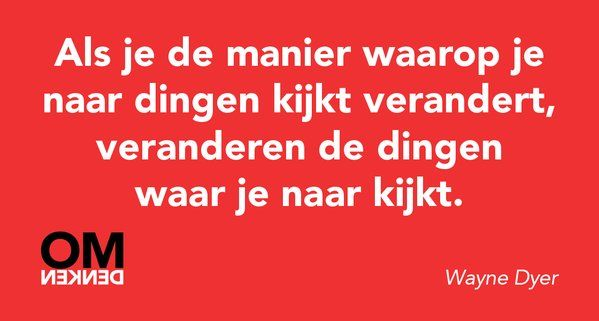 Als je de manier waarop je
naar dingen kijkt verandert,
veranderen de dingen
waar je naar kijkt.
OM
DENKEN
Wayne Dyer